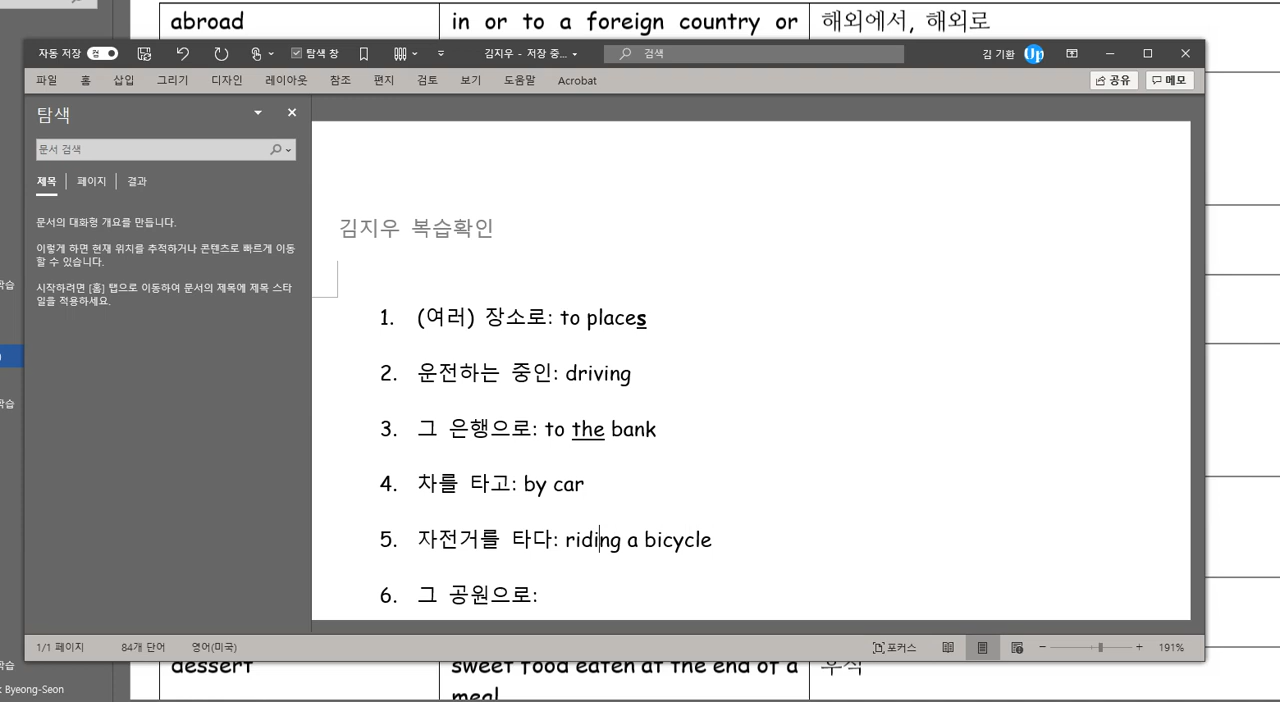 abroad
in or to a foreign country or
해외에서, 해외로
자동 저장
켬
탐색 창
김지우 - 저장 중...
검색
김 기환
Up
파일 홈 삽입 그리기 디자인 레이아웃 참조 편지 검토 보기 도움말 Acrobat
공유
메모
탐색
문서 검색
제목 페이지 결과
문서의 대화형 개요를 만듭니다.
이렇게 하면 현재 위치를 추적하거나 콘텐츠로 빠르게 이동
할 수 있습니다.
시작하려면 [홈] 탭으로 이동하여 문서의 제목에 제목 스타
일을 적용하세요.
김지우 복습확인
1. (여러) 장소로: to places
2. 운전하는 중인: driving
3. 그 은행으로: to the bank
4. 차를 타고: by car
5. 자전거를 타다: riding a bicycle
6. 그 공원으로:
학습
학습
학습
Byeong-Seon
1/1 페이지
84개 단어
영어(미국)
포커스
191%
dessert
sweet food eaten at the end of a
meal
후식